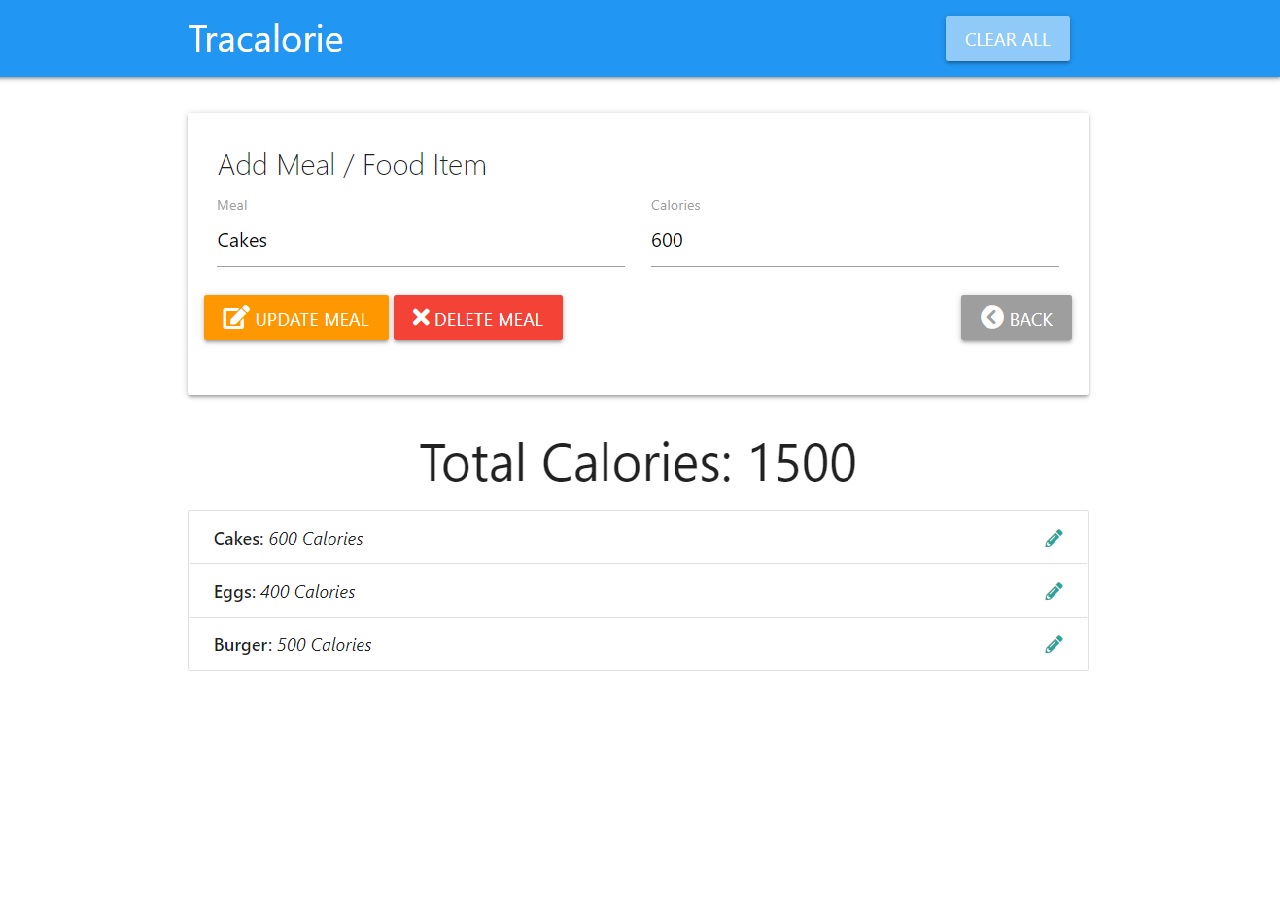 Tracalorie CLEAR ALL
Add Meal / Food Item
Meal Calories
Cakes 600
UPDATE MEAL DELETE MEAL BACK
Total Calories: 1500
Cakes: 600 Calories
Eggs: 400 Calories
Burger: 500 Calories